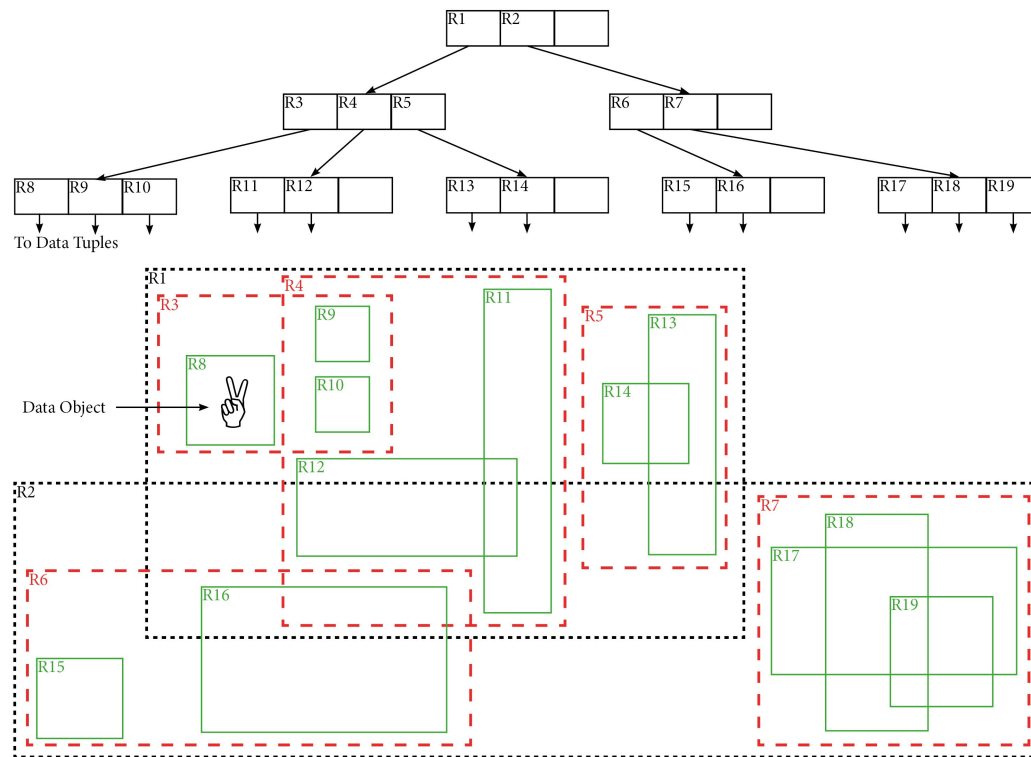 R1 R2
R3 R4 R5 R6 R7
R8 R9 R10 R11 R12 R13 R14 R15 R16 R17 R18 R19
To Data Tuples
R1
R4
R3
R11
R9
R5
R13
R8
R10
R14
Data Object
R12
R2
R7
R18
R17
R6
R16
R19
R15